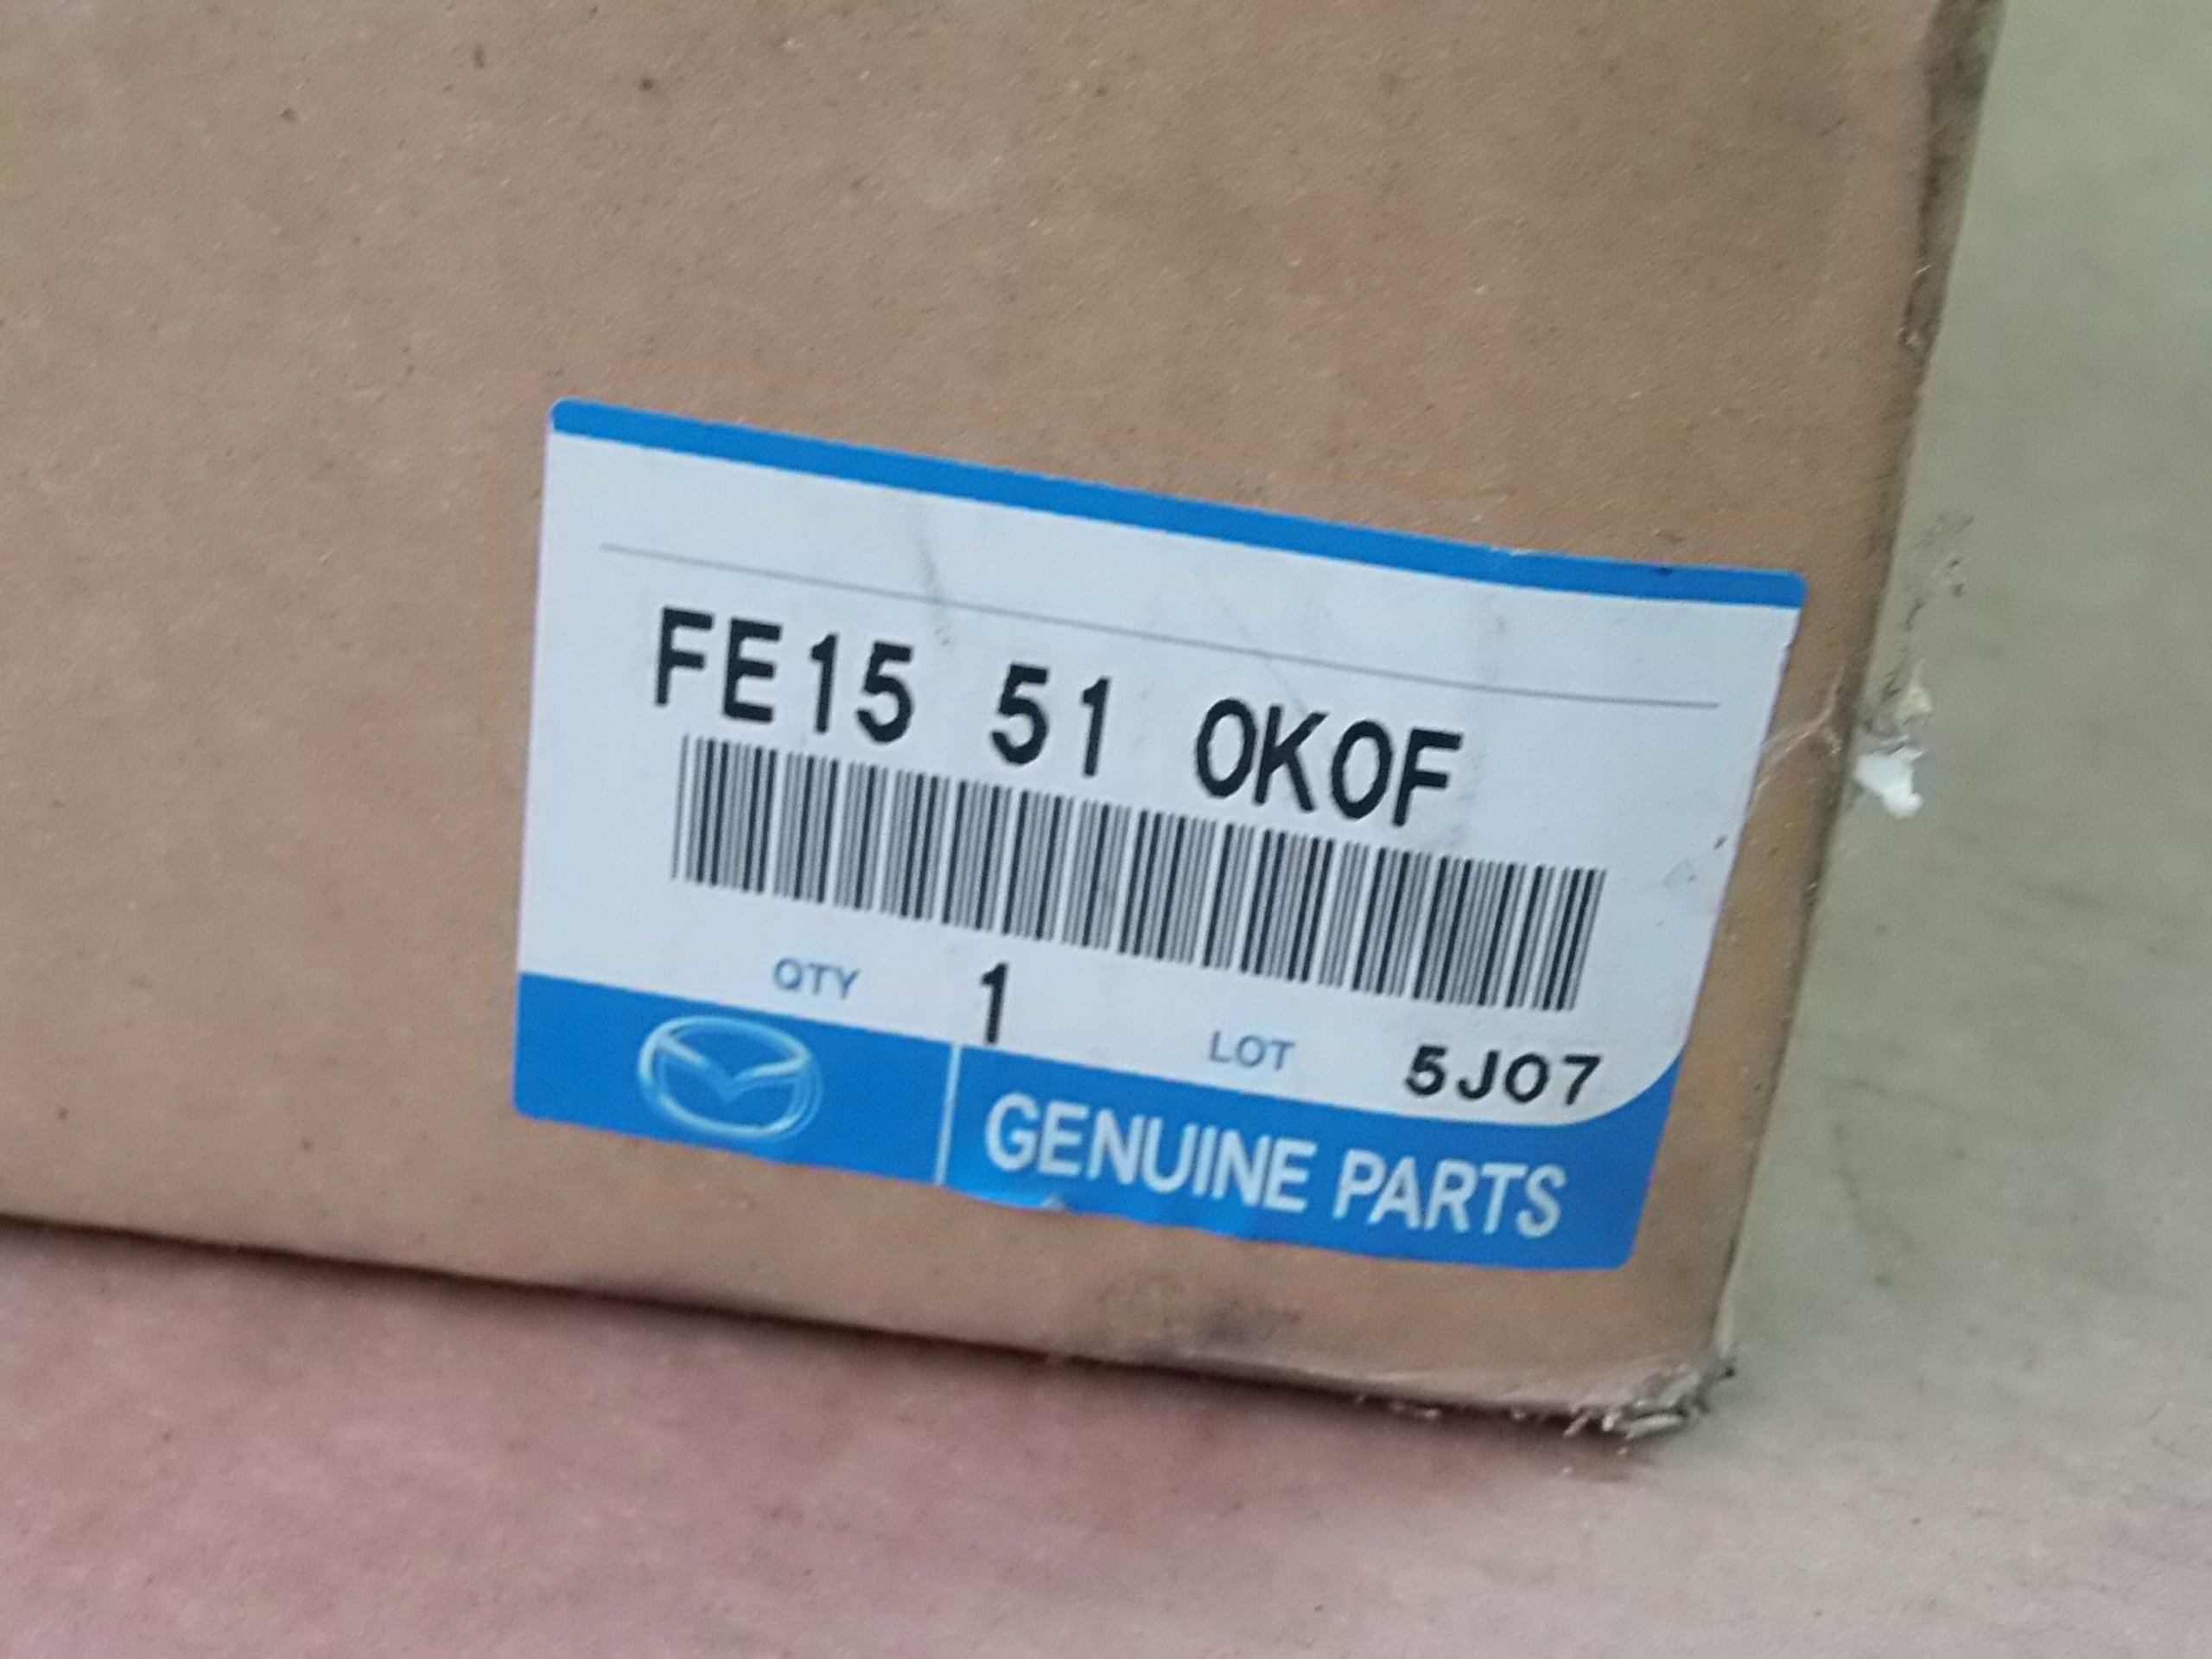 FE15 51 0K0F
QTY 1
LOT 5J07
GENUINE PARTS